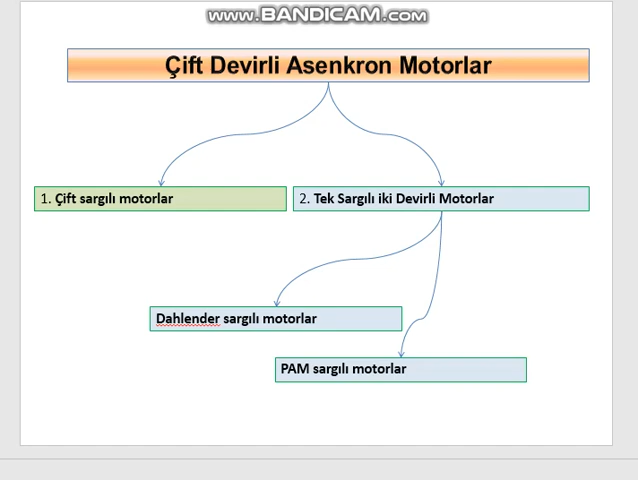 www.BANDICAM.com
Çift Devirli Asenkron Motorlar
1. Çift sargılı motorlar
2. Tek Sargılı iki Devirli Motorlar
Dahlender sargılı motorlar
PAM sargılı motorlar